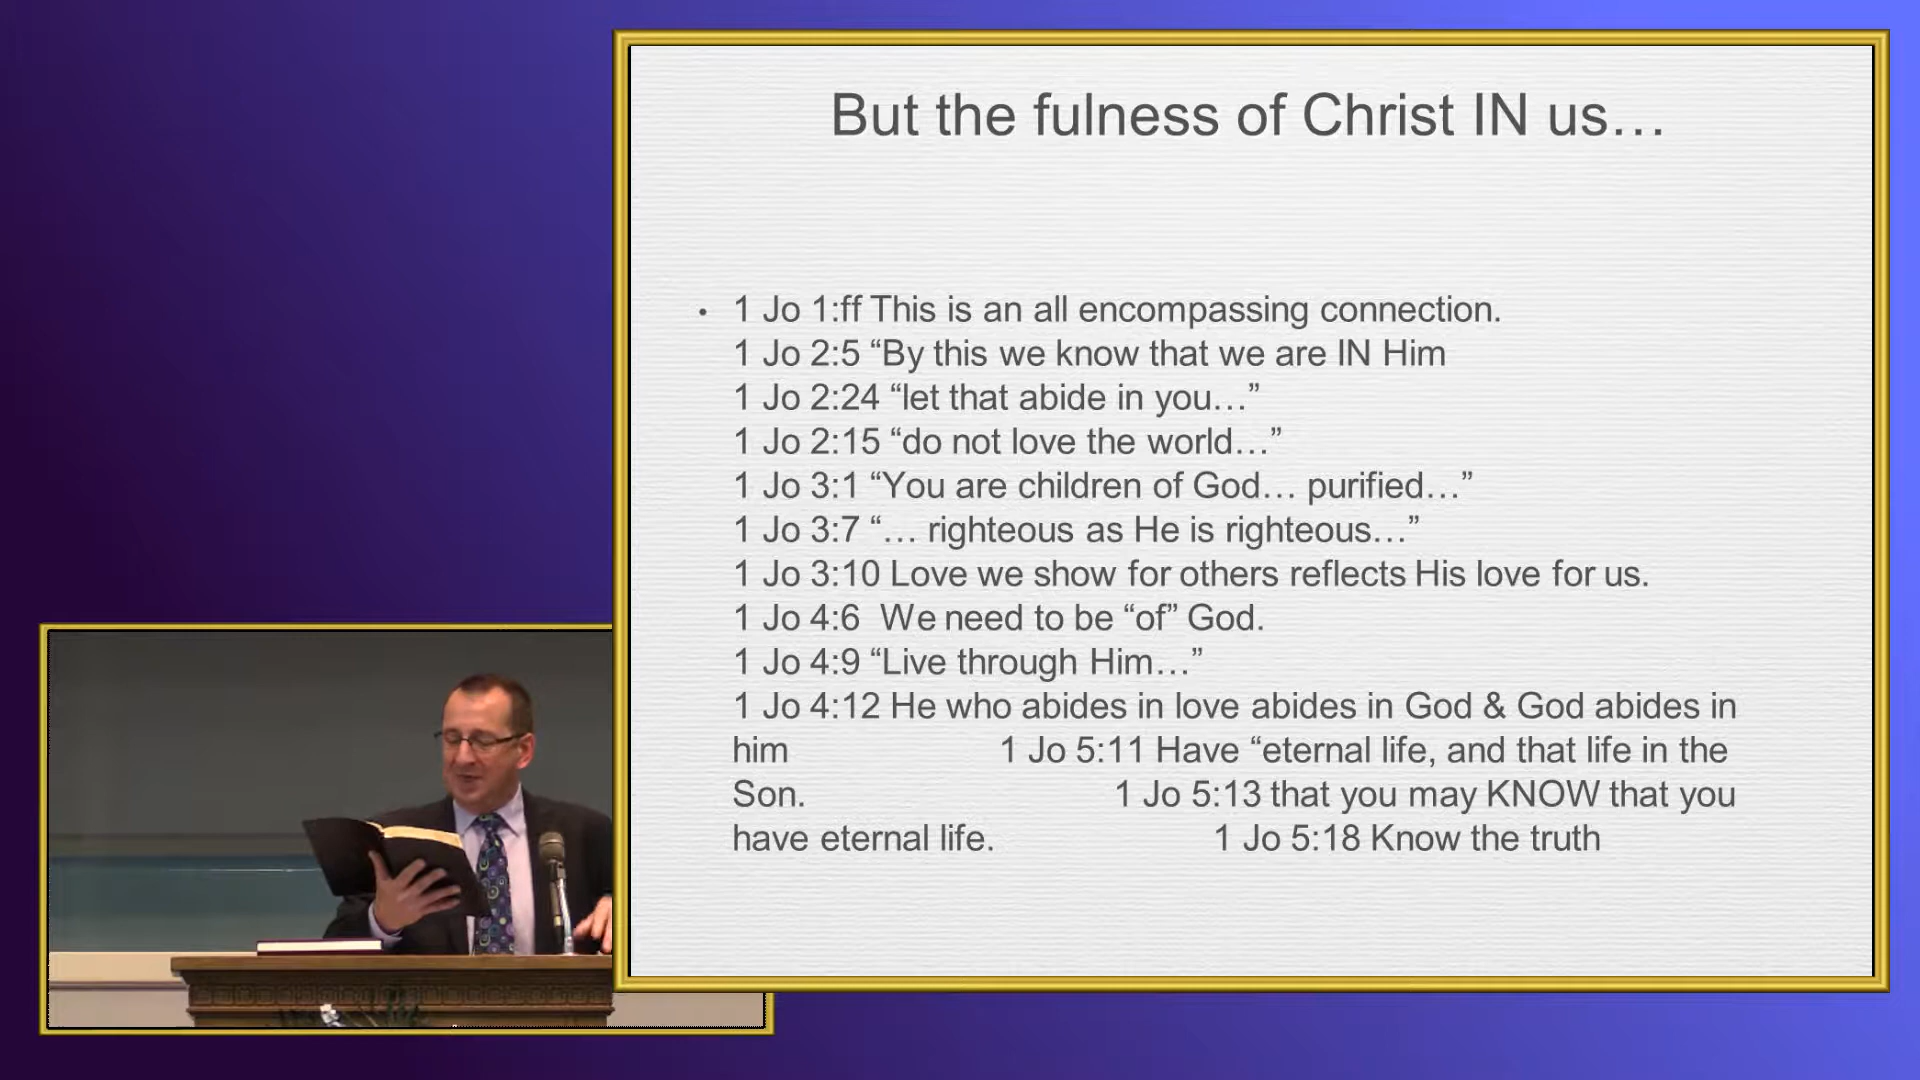 But the fulness of Christ IN us…
• 1 Jo 1:ff This is an all encompassing connection.
1 Jo 2:5 “By this we know that we are IN Him
1 Jo 2:24 “let that abide in you…”
1 Jo 2:15 “do not love the world…”
1 Jo 3:1 “You are children of God… purified…”
1 Jo 3:7 “… righteous as He is righteous…”
1 Jo 3:10 Love we show for others reflects His love for us.
1 Jo 4:6 We need to be “of” God.
1 Jo 4:9 “Live through Him…”
1 Jo 4:12 He who abides in love abides in God & God abides in
him 1 Jo 5:11 Have “eternal life, and that life in the
Son. 1 Jo 5:13 that you may KNOW that you
have eternal life. 1 Jo 5:18 Know the truth